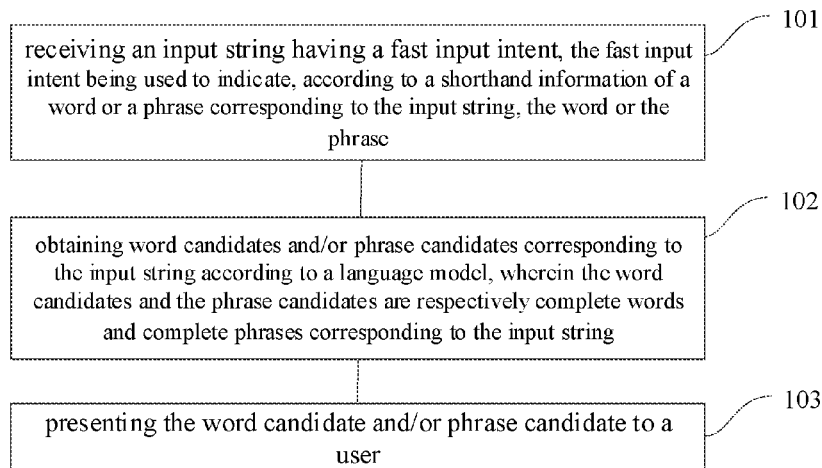 101
receiving an input string having a fast input intent, the fast input
intent being used to indicate, according to a shorthand information of a
word or a phrase corresponding to the input string, the word or the
phrase
102
obtaining word candidates and/or phrase candidates corresponding to
the input string according to a language model, wherein the word
candidates and the phrase candidates are respectively complete words
and complete phrases corresponding to the input string
103
presenting the word candidate and/or phrase candidate to a
user